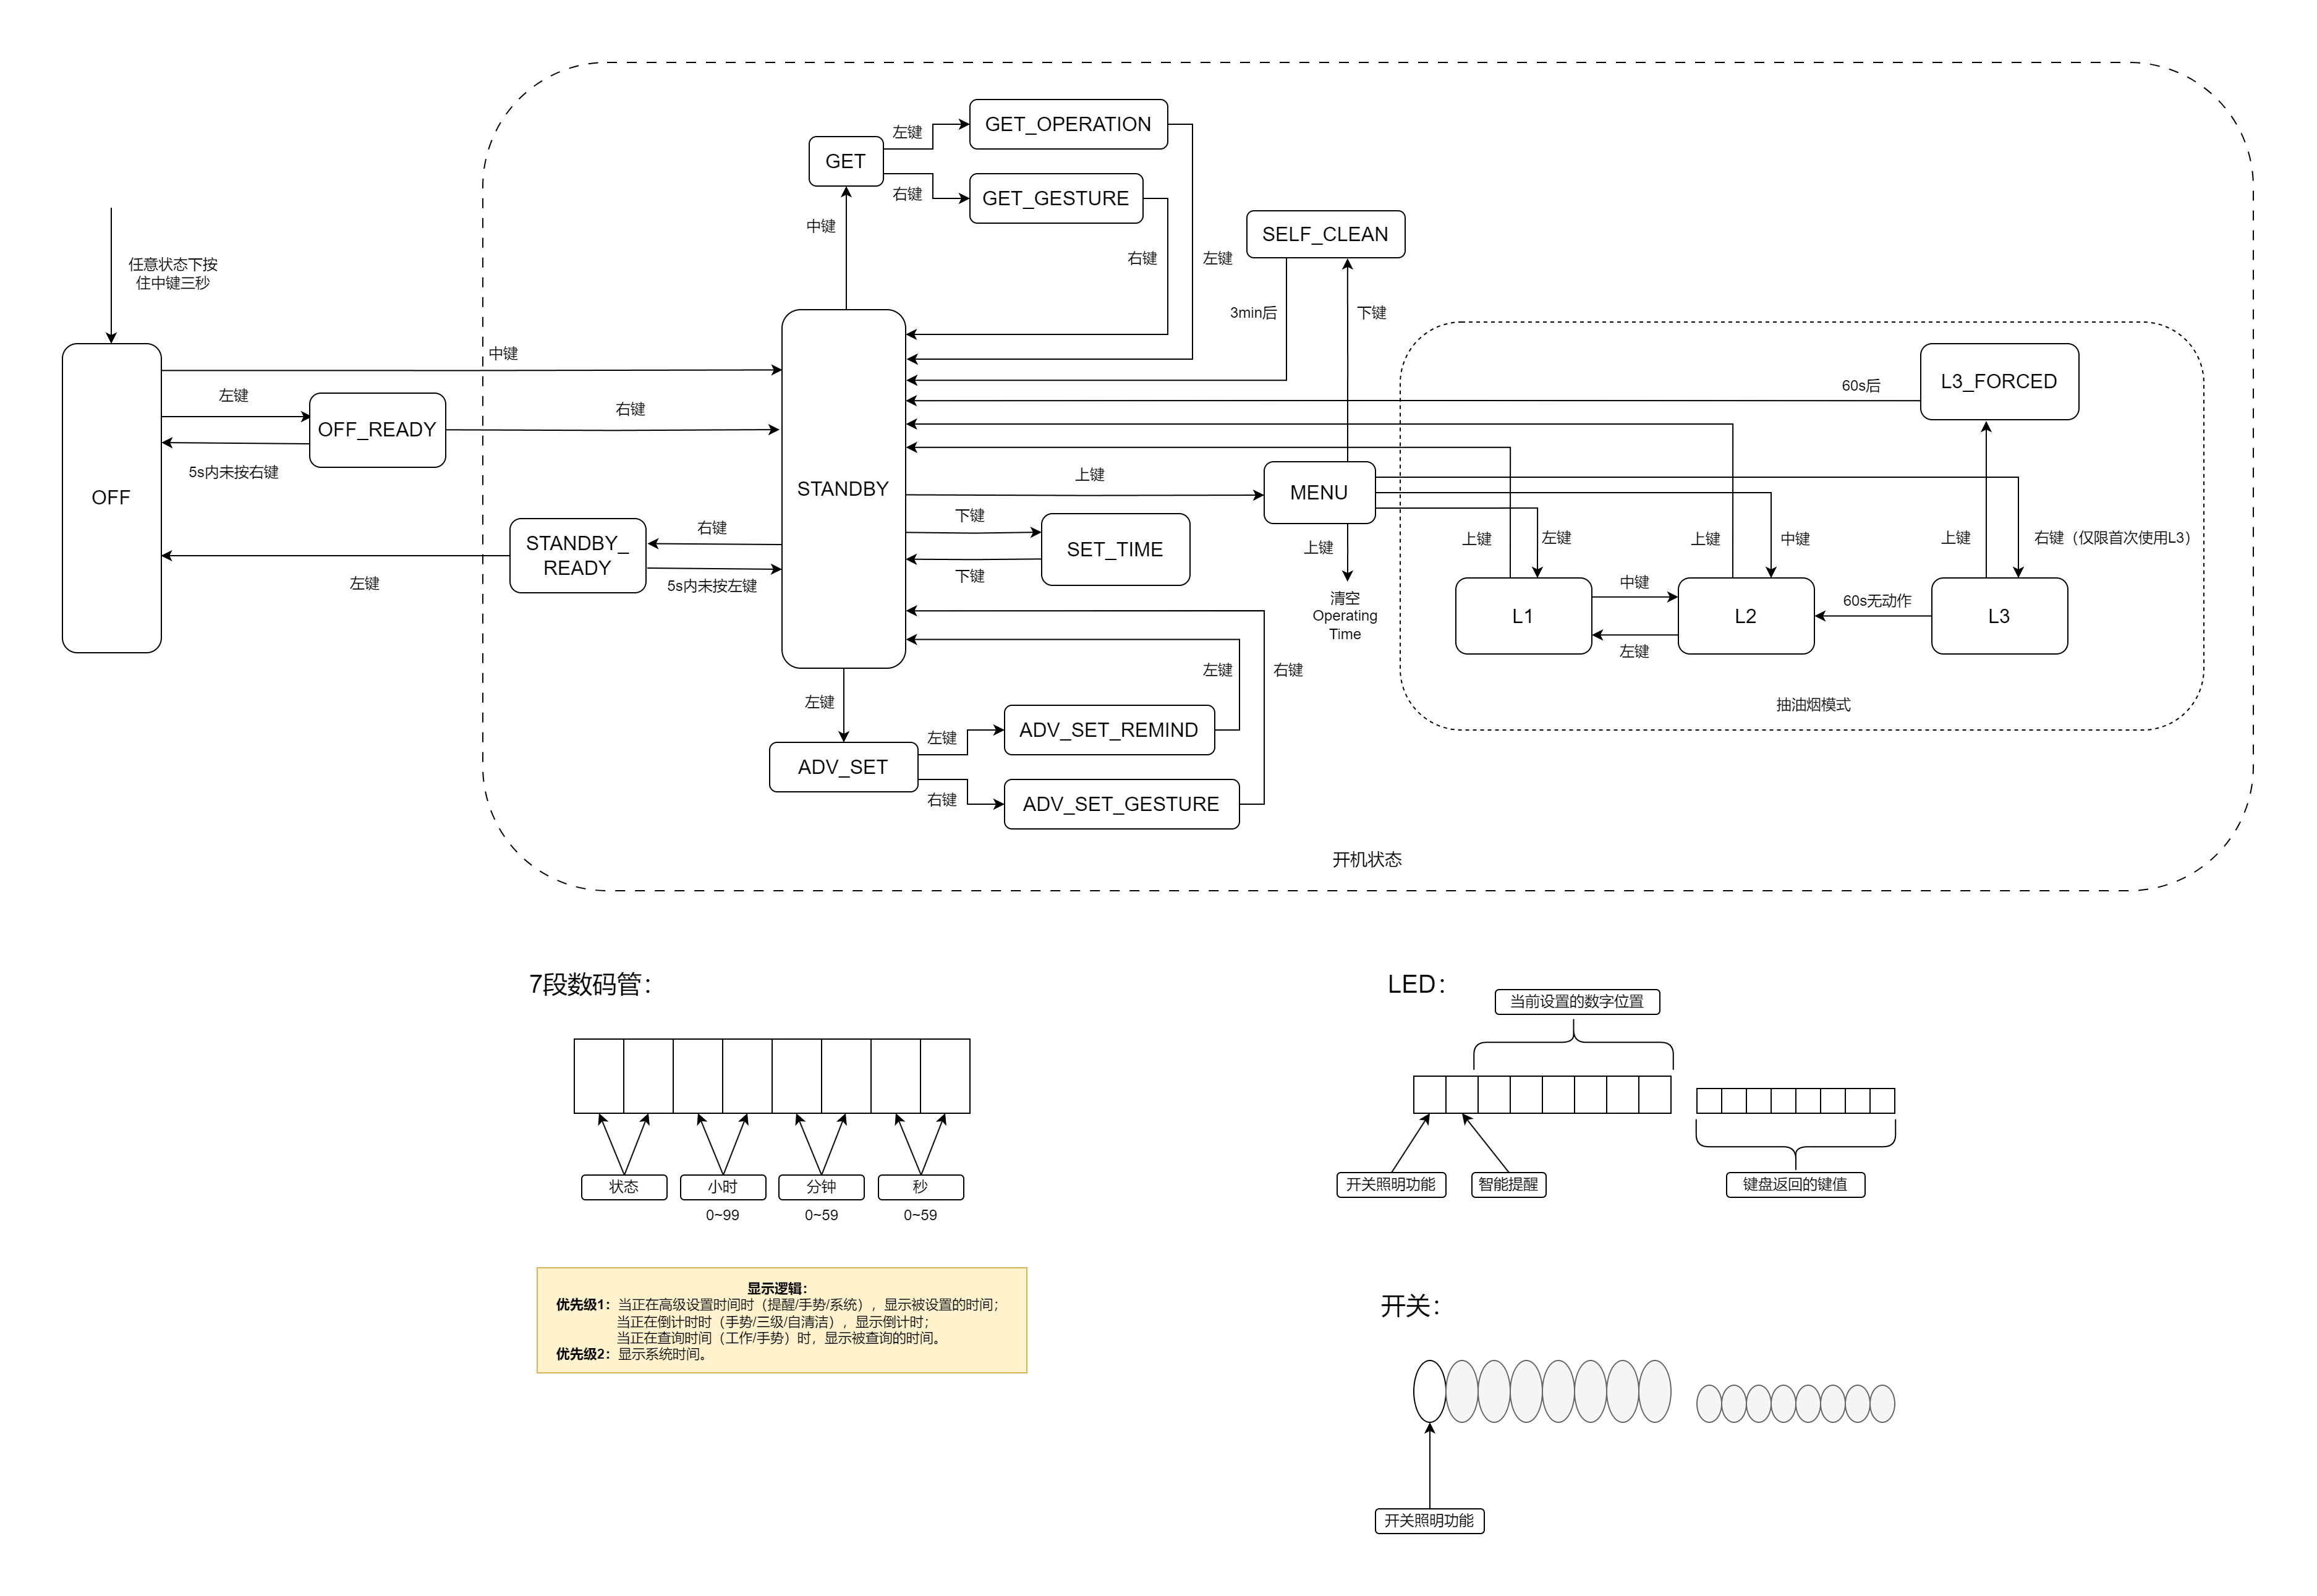 GET_OPERATION
左键
GET
右键
GET_GESTURE
中键
SELF_CLEAN
任意状态下按
住中键三秒
右键
左键
3min后
下键
中键
L3_FORCED
60s后
左键
右键
OFF_READY
5s内未按右键
上键
STANDBY
MENU
OFF
下键
右键
STANDBY_
READY
SET_TIME
上键
上键
左键
上键
中键
上键
右键（仅限首次使用L3）
左键
5s内未按左键
下键
清空
Operating
Time
中键
60s无动作
L1
L2
L3
左键
左键
右键
左键
抽油烟模式
左键
ADV_SET_REMIND
ADV_SET
右键
ADV_SET_GESTURE
开机状态
7段数码管：
LED：
当前设置的数字位置
状态
小时
分钟
秒
开关照明功能
智能提醒
键盘返回的键值
0~99
0~59
0~59
显示逻辑：
优先级1：当正在高级设置时间时（提醒/手势/系统），显示被设置的时间；
当正在倒计时时（手势/三级/自清洁），显示倒计时；
当正在查询时间（工作/手势）时，显示被查询的时间。
优先级2：显示系统时间。
开关：
开关照明功能